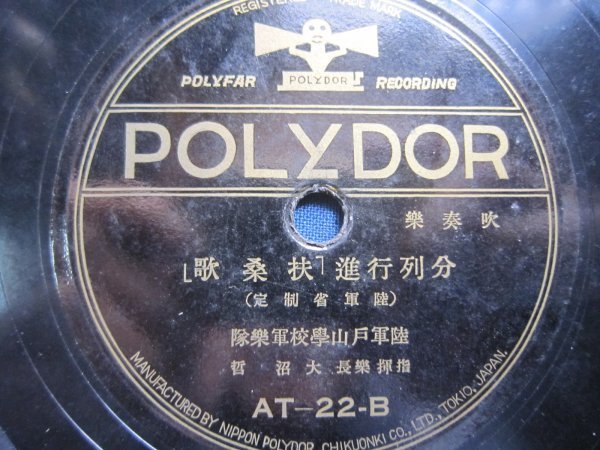 REGISTERED TRADE MARK
POLYFAR POLYDOR RECORDING
POLYDOR
吹奏樂
分列行進「扶桑歌」
(陸軍省制定)
陸軍戶山學校軍樂隊
指揮樂長 大沼 哲
AT-22-B
MANUFACTURED BY NIPPON POLYDOR CHIKUONKI CO., LTD., TOKIO, JAPAN.